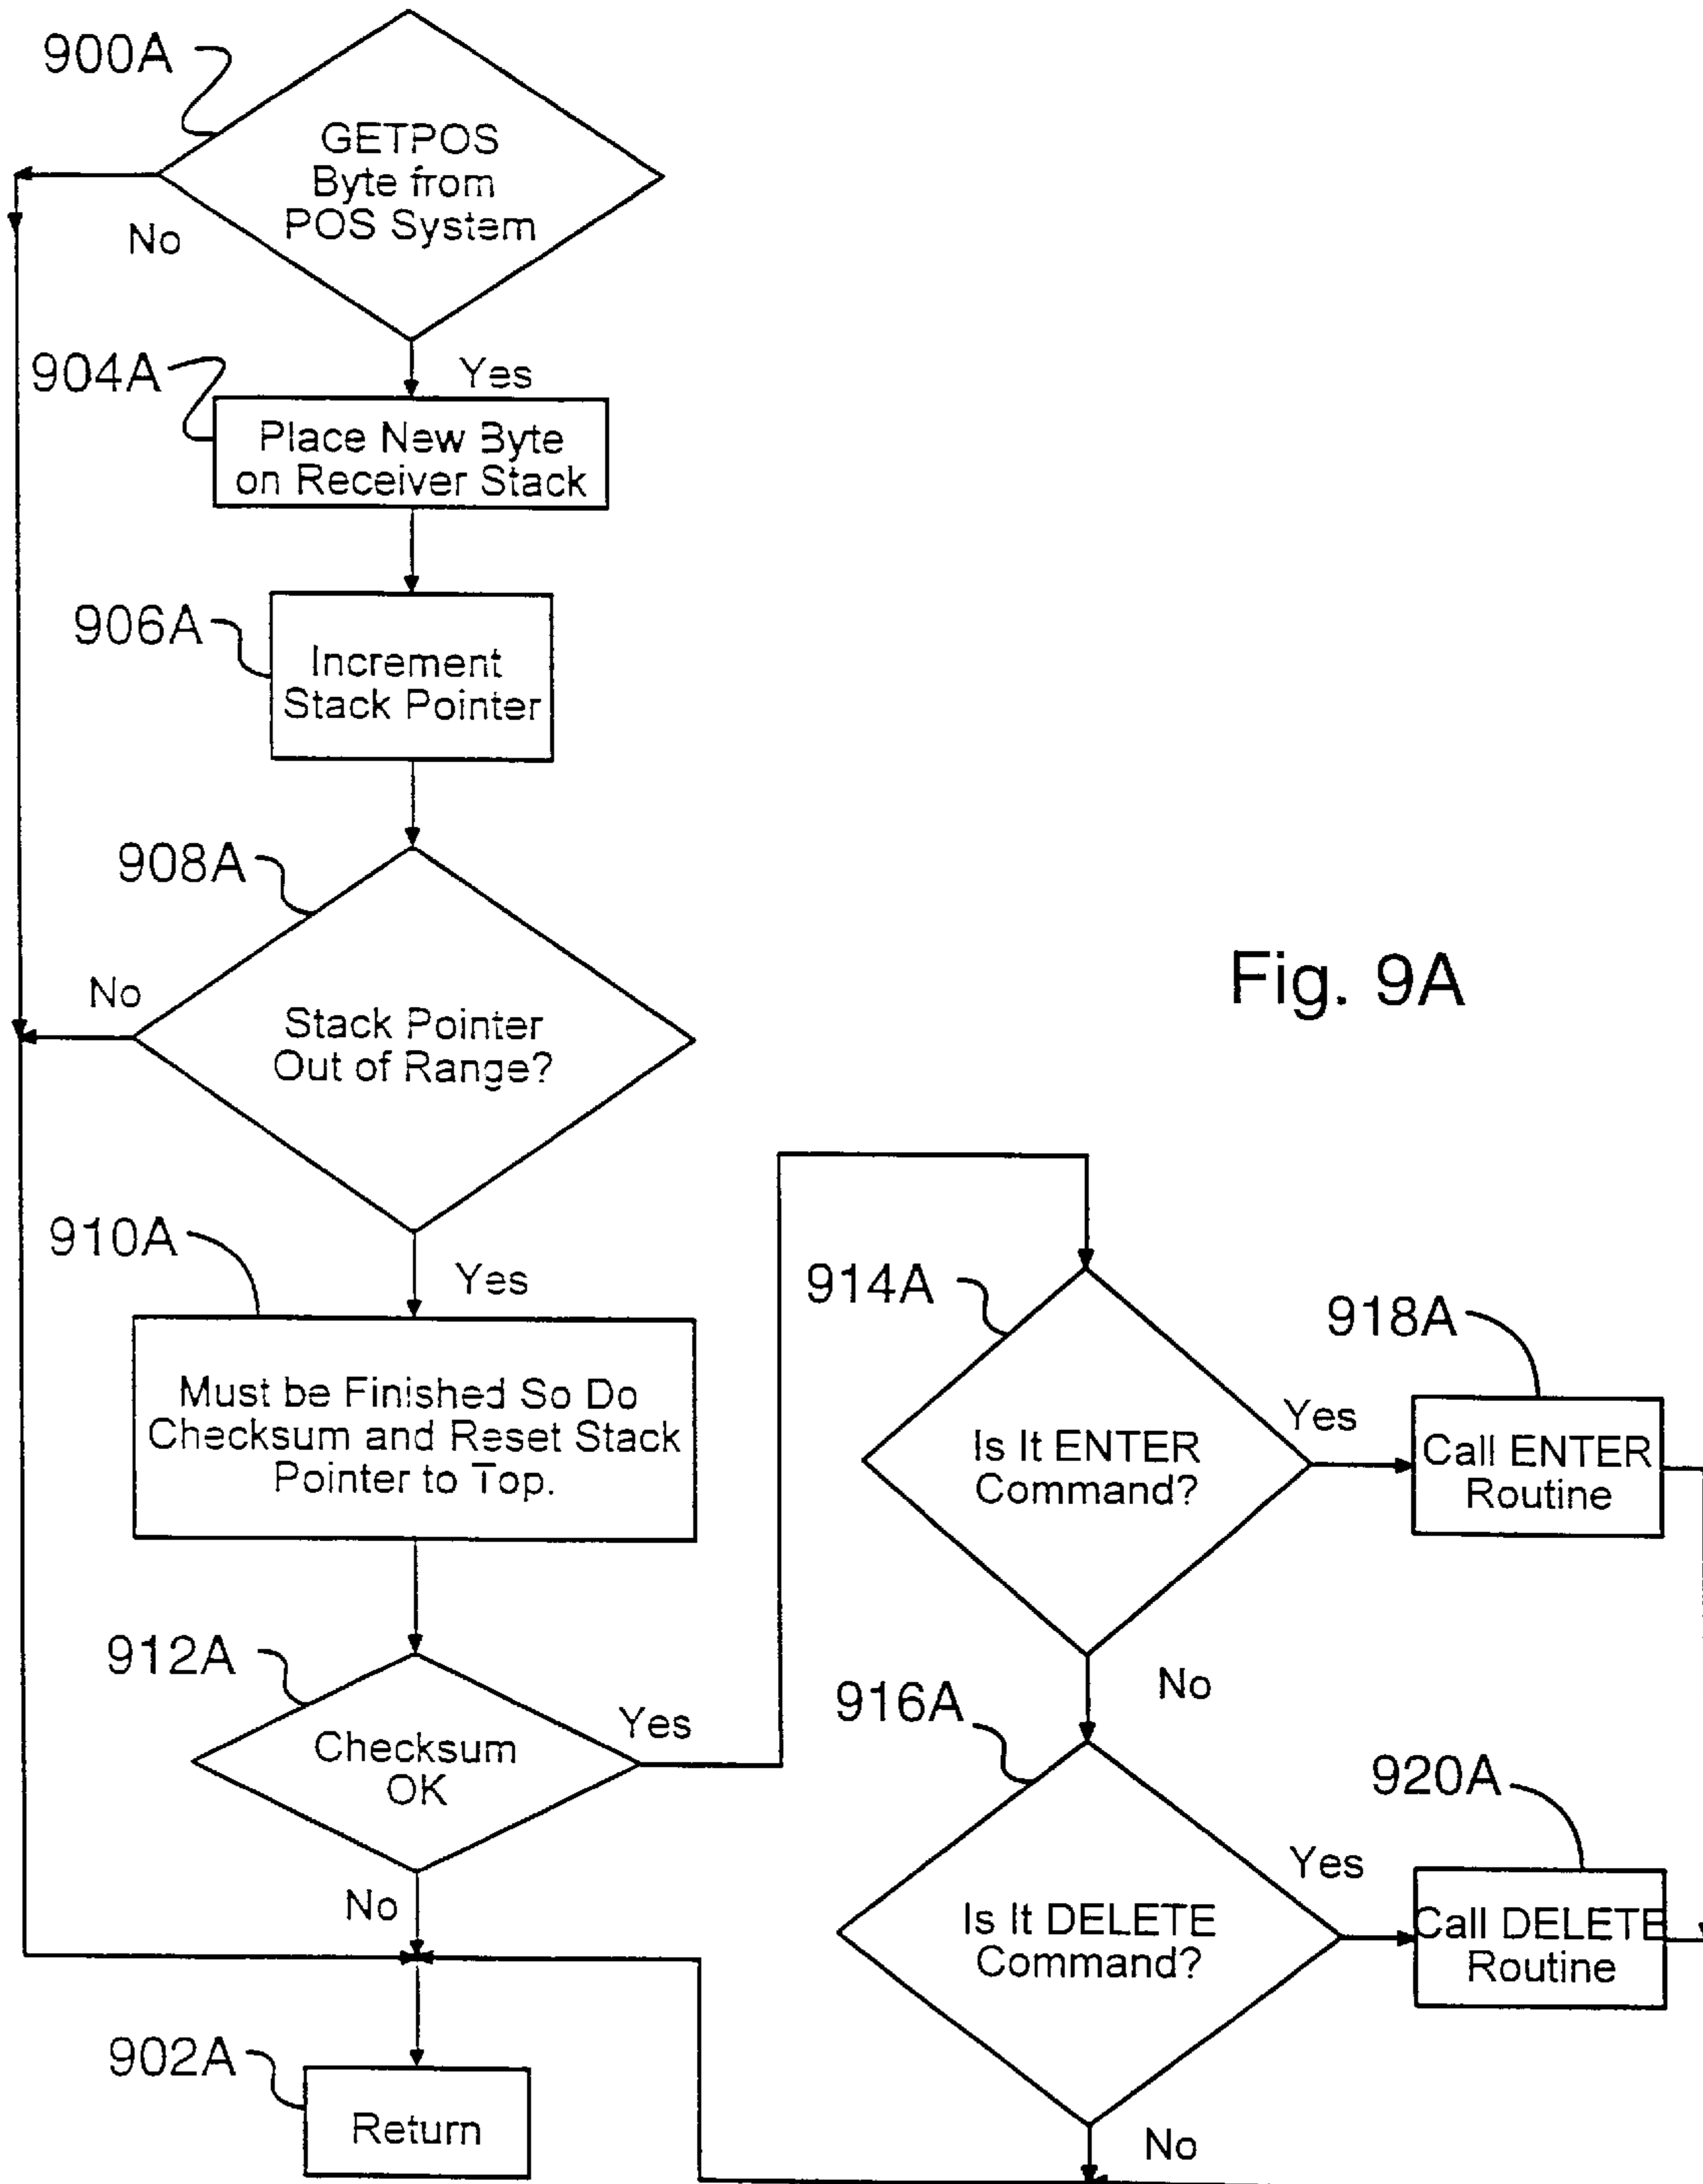 900A
GETPOS
Byte from
POS System
No
Yes
904A
Place New Byte
on Receiver Stack
906A
Increment
Stack Pointer
908A
No
Stack Pointer
Out of Range?
Fig. 9A
910A
Yes
Must be Finished So Do
Checksum and Reset Stack
Pointer to Top.
912A
Checksum
OK
Yes
No
902A
Return
914A
Is It ENTER
Command?
Yes
918A
Call ENTER
Routine
No
916A
Is It DELETE
Command?
Yes
920A
Call DELETE
Routine
No